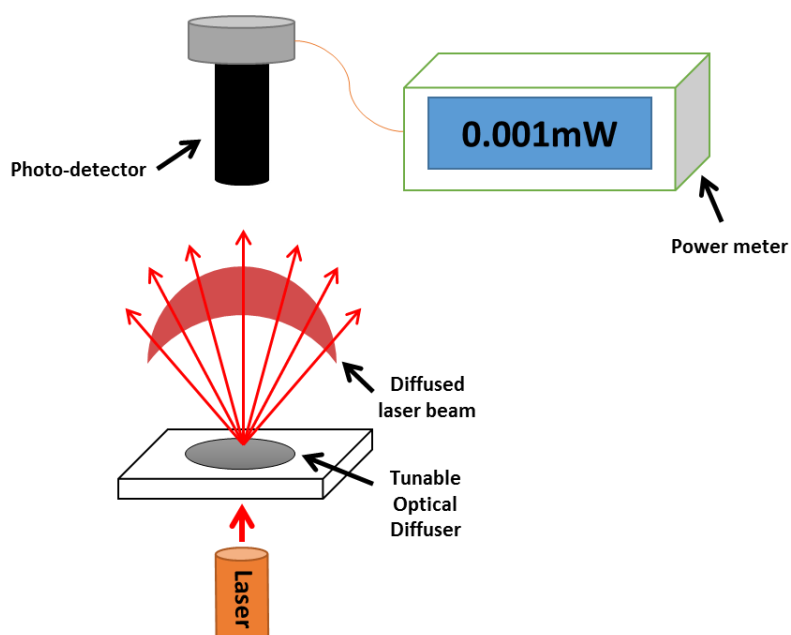 0.001mW
Photo-detector
Power meter
Diffused
laser beam
Tunable
Optical
Diffuser
Laser